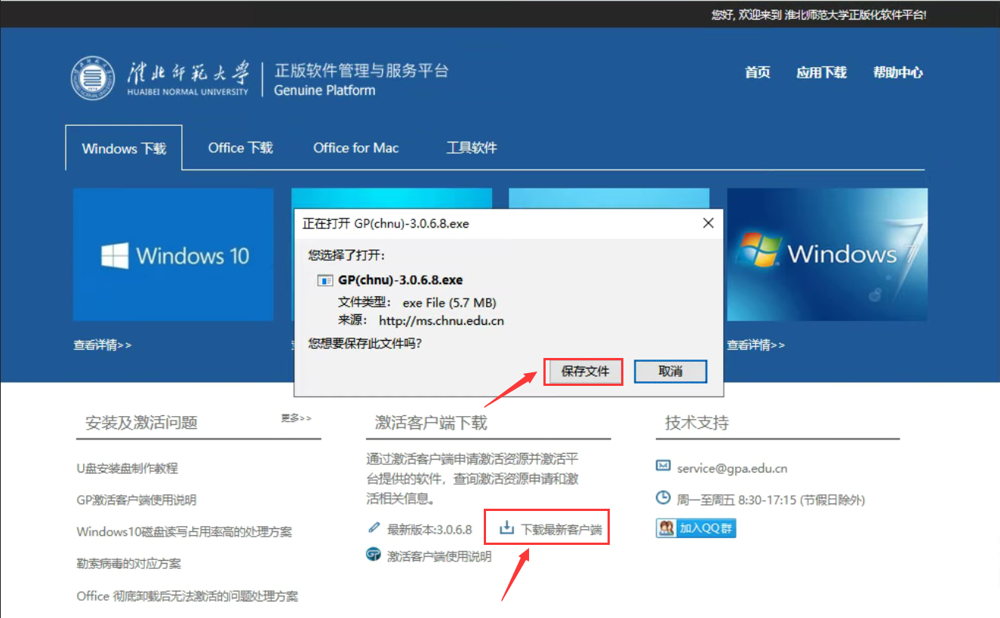 您好, 欢迎来到 淮北师范大学正版化软件平台!
淮北师范大学
HUAIBEI NORMAL UNIVERSITY
正版软件管理与服务平台
Genuine Platform
首页 应用下载 帮助中心
Windows 下载 Office 下载 Office for Mac 工具软件
Windows 10
Windows 7
查看详情>>
查看详情>>
正在打开 GP(chnu)-3.0.6.8.exe
您选择了打开:
GP(chnu)-3.0.6.8.exe
文件类型: exe File (5.7 MB)
来源: http://ms.chnu.edu.cn
您想要保存此文件吗?
保存文件 取消
安装及激活问题 更多>>
U盘安装盘制作教程
GP激活客户端使用说明
Windows10磁盘读写占用率高的处理方案
勒索病毒的对应方案
Office 彻底卸载后无法激活的问题处理方案
激活客户端下载
通过激活客户端申请激活资源并激活平
台提供的软件，查询激活资源申请和激
活相关信息。
最新版本:3.0.6.8 下载最新客户端
激活客户端使用说明
技术支持
service@gpa.edu.cn
周一至周五 8:30-17:15 (节假日除外)
加入QQ群